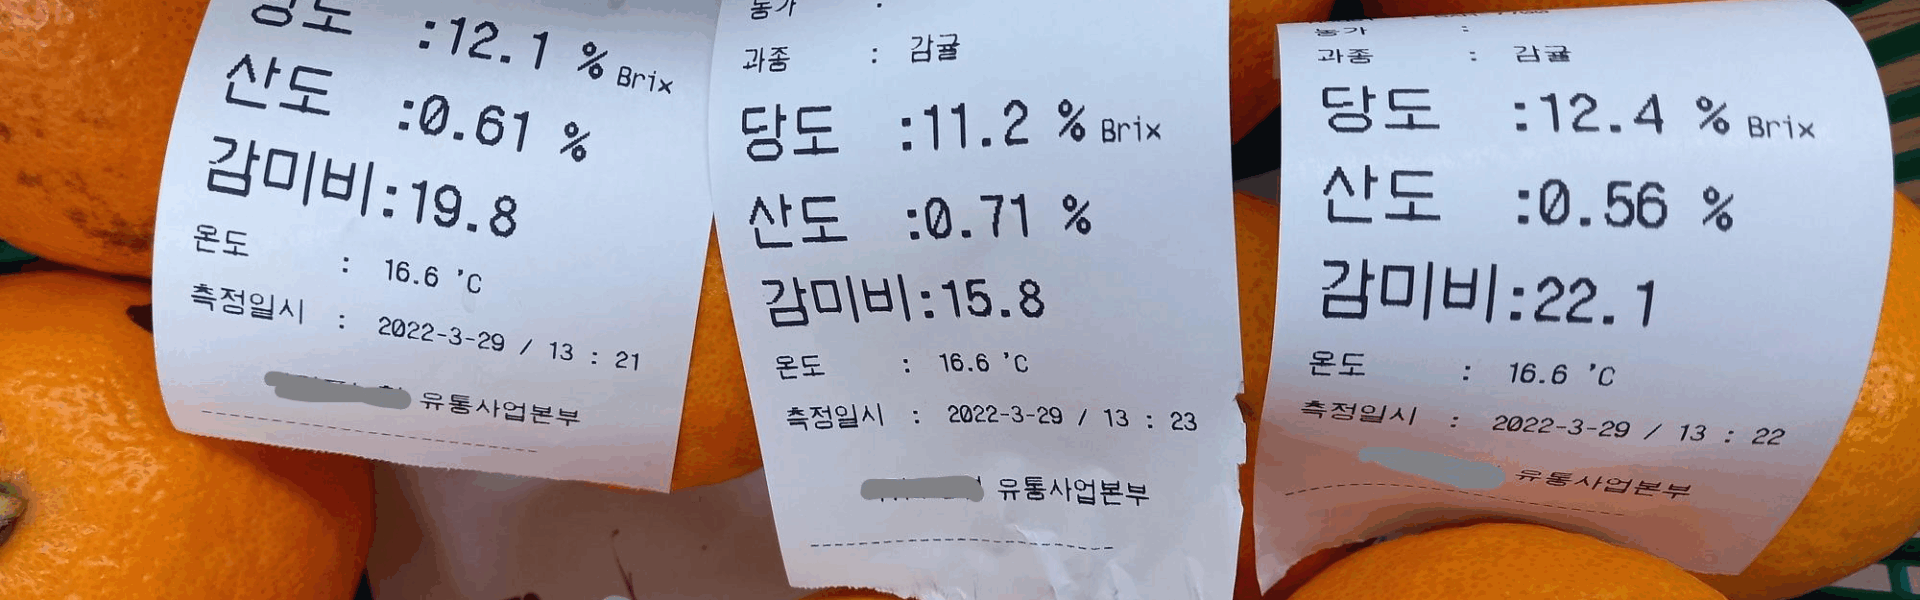 당도 :12.1 % Brix
산도 :0.61 %
감미비:19.8
온도 : 16.6 'C
측정일시 : 2022-3-29 / 13 : 21
유통사업본부
농가 :
과종 : 감귤
당도 :11.2 % Brix
산도 :0.71 %
감미비:15.8
온도 : 16.6 'C
측정일시 : 2022-3-29 / 13 : 23
유통사업본부
농가 :
과종 : 감귤
당도 :12.4 % Brix
산도 :0.56 %
감미비:22.1
온도 : 16.6 'C
측정일시 : 2022-3-29 / 13 : 22
유통사업본부